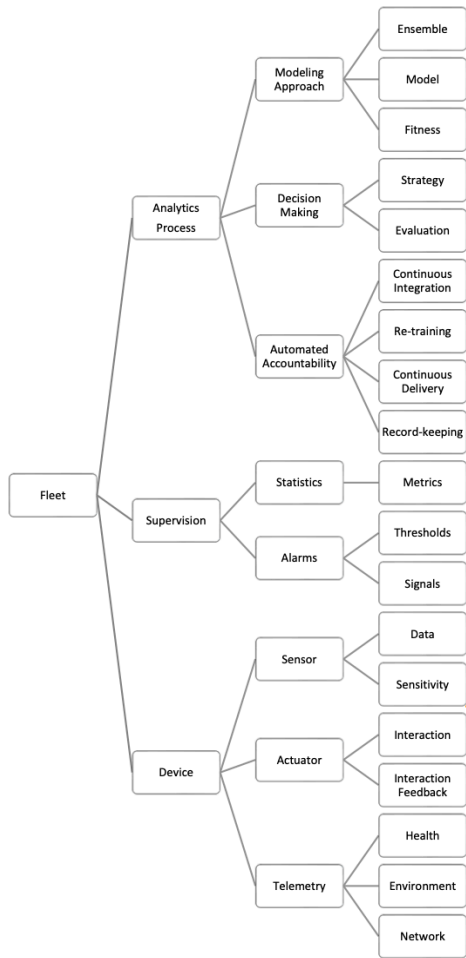 Ensemble
Modeling
Approach
Model
Fitness
Strategy
Analytics
Process
Decision
Making
Evaluation
Continuous
Integration
Re-training
Automated
Accountability
Continuous
Delivery
Record-keeping
Fleet
Statistics
Metrics
Supervision
Thresholds
Alarms
Signals
Data
Sensor
Sensitivity
Interaction
Device
Actuator
Interaction
Feedback
Health
Telemetry
Environment
Network